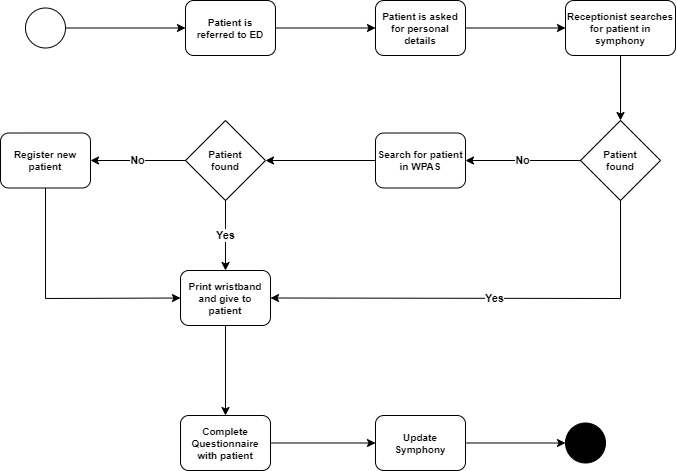 Patient is
referred to ED
Patient is asked
for personal
details
Receptionist searches
for patient in
symphony
Register new
patient
No
Patient
found
Search for patient
in WPAS
No
Patient
found
Yes
Print wristband
and give to
patient
Yes
Complete
Questionnaire
with patient
Update
Symphony